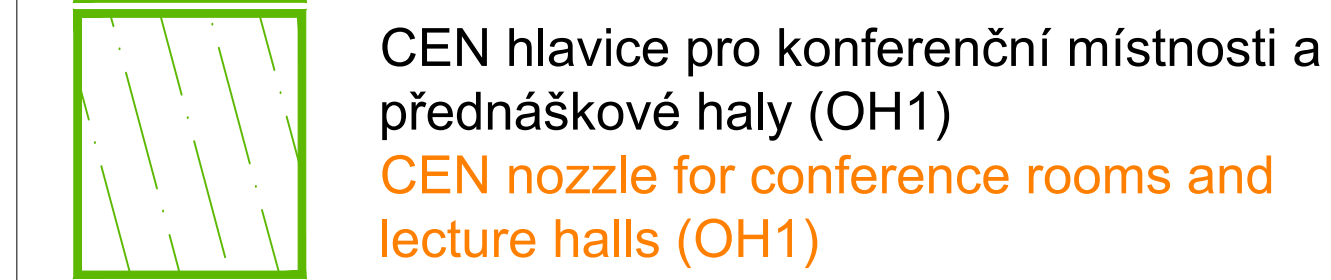 CEN hlavice pro konferenční místnosti a
přednáškové haly (OH1)
CEN nozzle for conference rooms and
lecture halls (OH1)